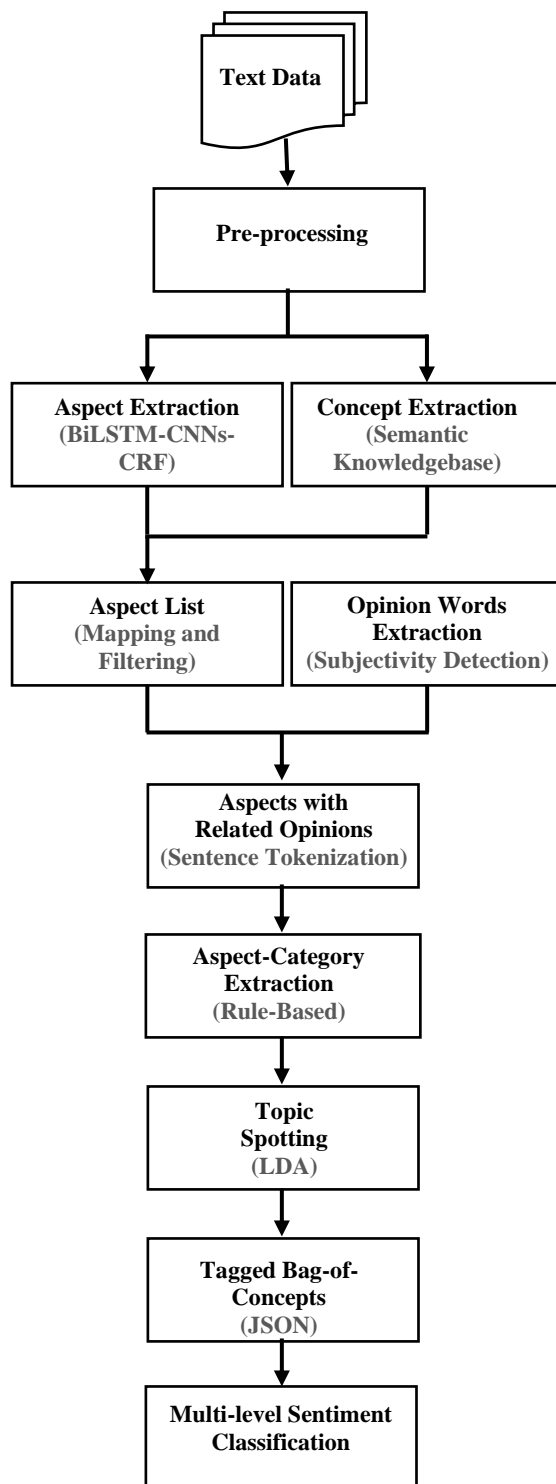 Text Data
Pre-processing
Aspect Extraction
(BiLSTM-CNNs-
CRF)
Concept Extraction
(Semantic
Knowledgebase)
Aspect List
(Mapping and
Filtering)
Opinion Words
Extraction
(Subjectivity Detection)
Aspects with
Related Opinions
(Sentence Tokenization)
Aspect-Category
Extraction
(Rule-Based)
Topic
Spotting
(LDA)
Tagged Bag-of-
Concepts
(JSON)
Multi-level Sentiment
Classification